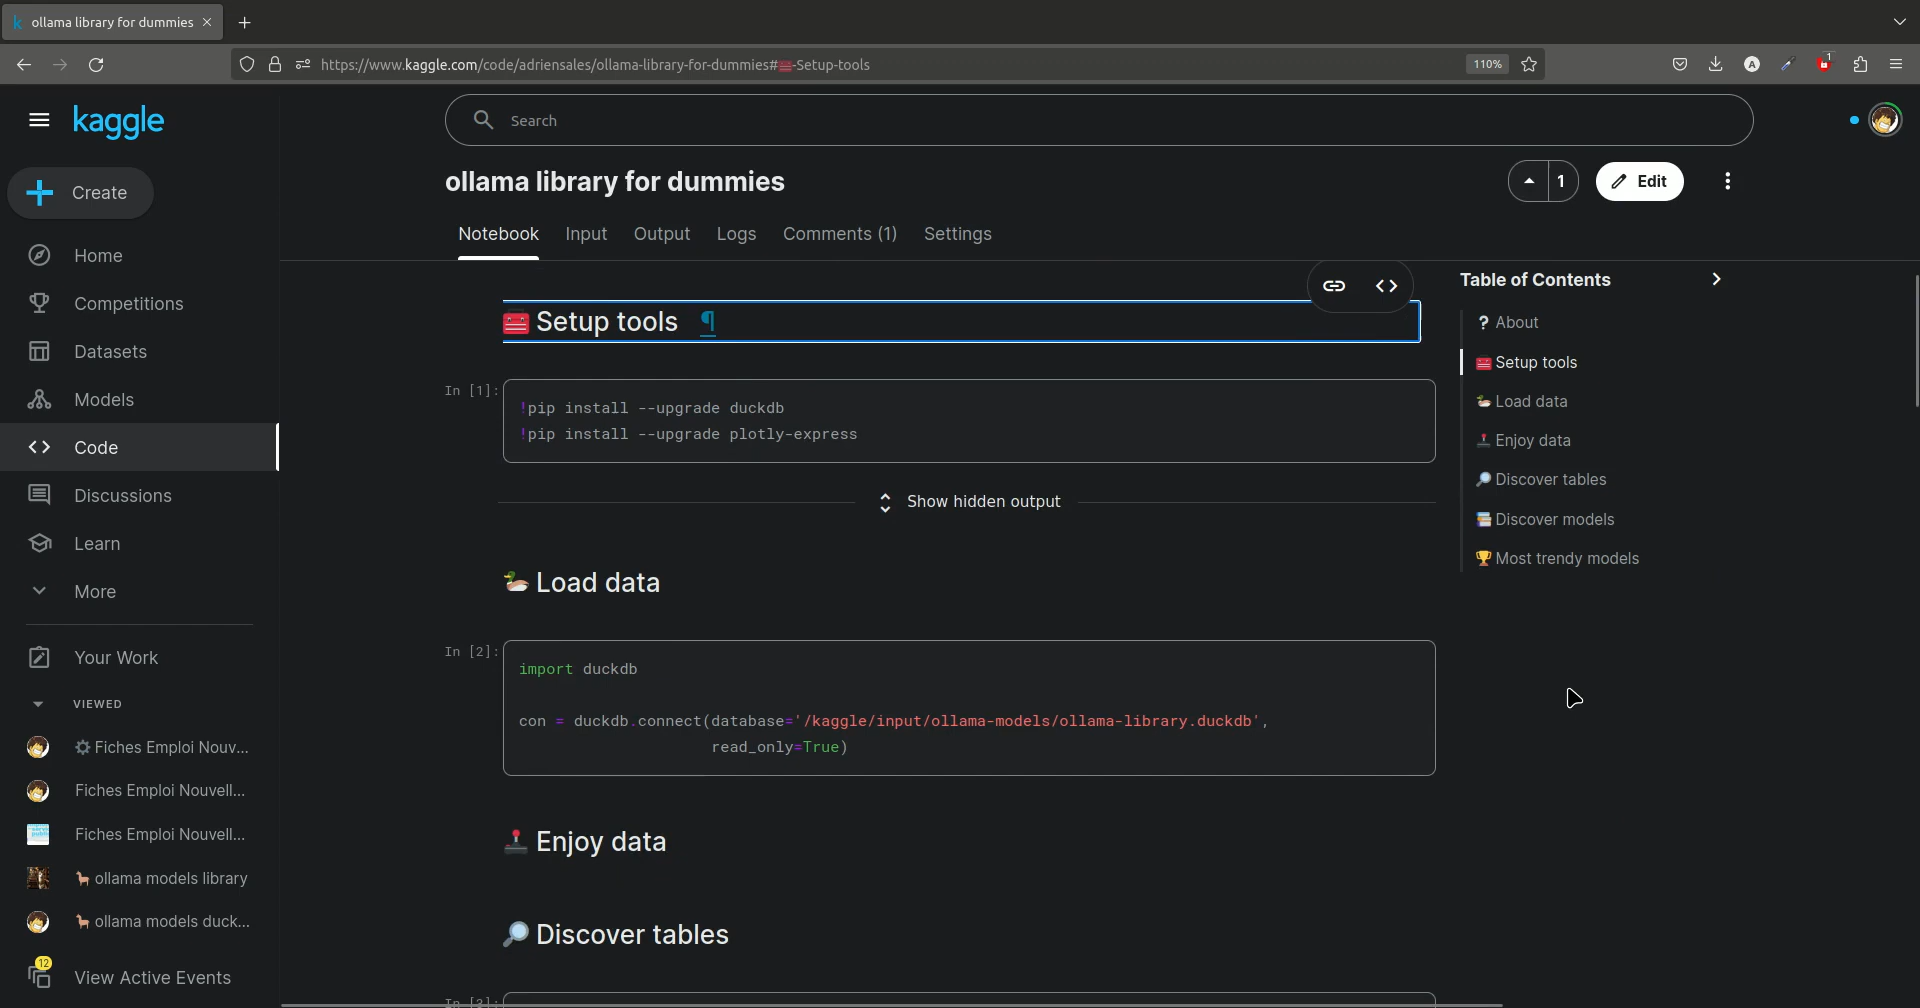 ollama library for dummies
https://www.kaggle.com/code/adriensales/ollama-library-for-dummies#🧰-Setup-tools
110%
A
1
kaggle
Search
Create
Home
Competitions
Datasets
Models
Code
Discussions
Learn
More
Your Work
VIEWED
Fiches Emploi Nouv...
Fiches Emploi Nouvell...
Fiches Emploi Nouvell...
🦙 ollama models library
🦙 ollama models duck...
12
View Active Events
ollama library for dummies
1
Edit
Notebook Input Output Logs Comments (1) Settings
🧰 Setup tools ¶
In [1]:
!pip install --upgrade duckdb
!pip install --upgrade plotly-express
Show hidden output
🦆 Load data
In [2]:
import duckdb
con = duckdb.connect(database='/kaggle/input/ollama-models/ollama-library.duckdb',
read_only=True)
🕹️ Enjoy data
🔎 Discover tables
In [3]:
Table of Contents
❔ About
🧰 Setup tools
🦆 Load data
🕹️ Enjoy data
🔎 Discover tables
📚 Discover models
🏆 Most trendy models